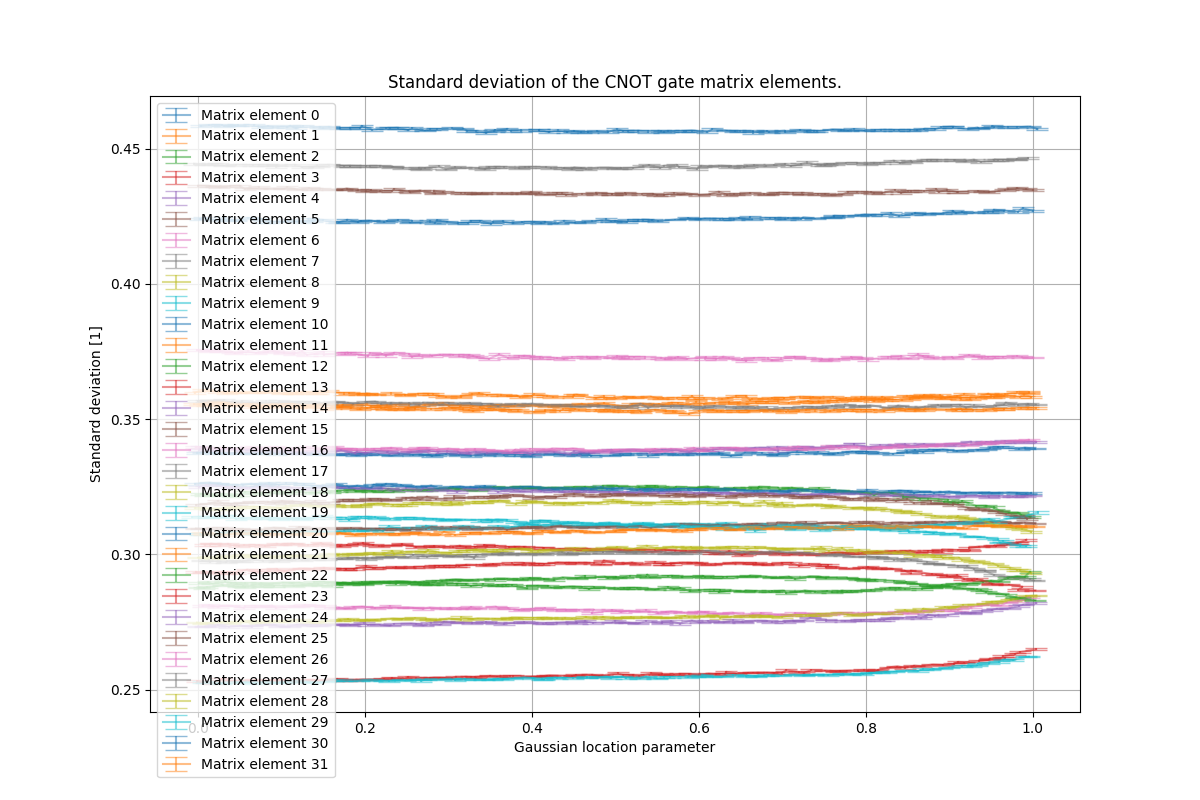 Standard deviation of the CNOT gate matrix elements.
Standard deviation [1]
0.45
0.40
0.35
0.30
0.25
Matrix element 0
Matrix element 1
Matrix element 2
Matrix element 3
Matrix element 4
Matrix element 5
Matrix element 6
Matrix element 7
Matrix element 8
Matrix element 9
Matrix element 10
Matrix element 11
Matrix element 12
Matrix element 13
Matrix element 14
Matrix element 15
Matrix element 16
Matrix element 17
Matrix element 18
Matrix element 19
Matrix element 20
Matrix element 21
Matrix element 22
Matrix element 23
Matrix element 24
Matrix element 25
Matrix element 26
Matrix element 27
Matrix element 28
Matrix element 29
Matrix element 30
Matrix element 31
0.0 0.2 0.4 0.6 0.8 1.0
Gaussian location parameter